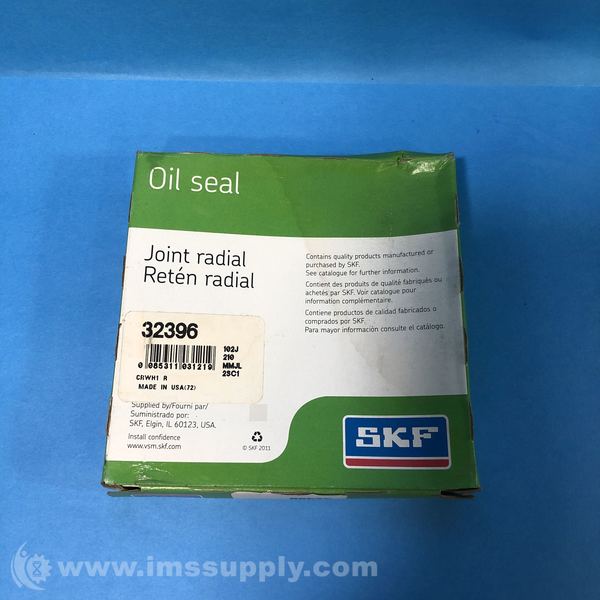 Oil seal
Joint radial
Retén radial
Contains quality products manufactured or
purchased by SKF.
See catalogue for further information.
Contient des produits de qualité fabriqués ou
achetés par SKF. Voir catalogue pour
information complémentaire.
Contiene productos de calidad fabricados o
comprados por SKF.
Para mayor información consulte el catálogo.
32396
102J
210
MMJL
23C1
0 085311 031219
CRWH1 R
MADE IN USA(72)
Supplied by/Fourni par/
Suministrado por:
SKF, Elgin, IL 60123, USA.
Install confidence
www.vsm.skf.com
© SKF 2011
SKF
www.imssupply.com